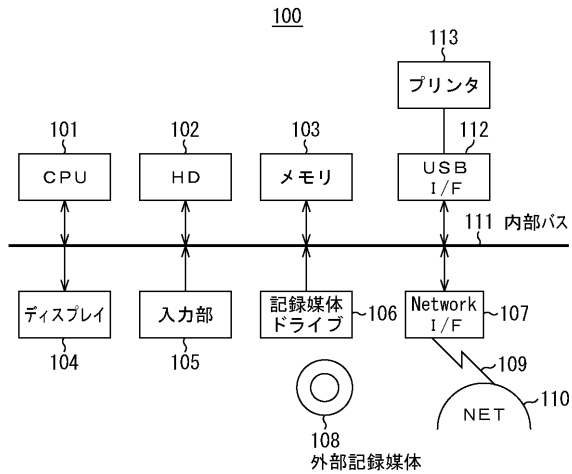 100
113
プリンタ
101
102
103
112
CPU
HD
メモリ
USB
I/F
111 内部バス
ディスプレイ
入力部
記録媒体
ドライブ
106
Network
I/F
107
104
105
109
108
外部記録媒体
NET
110